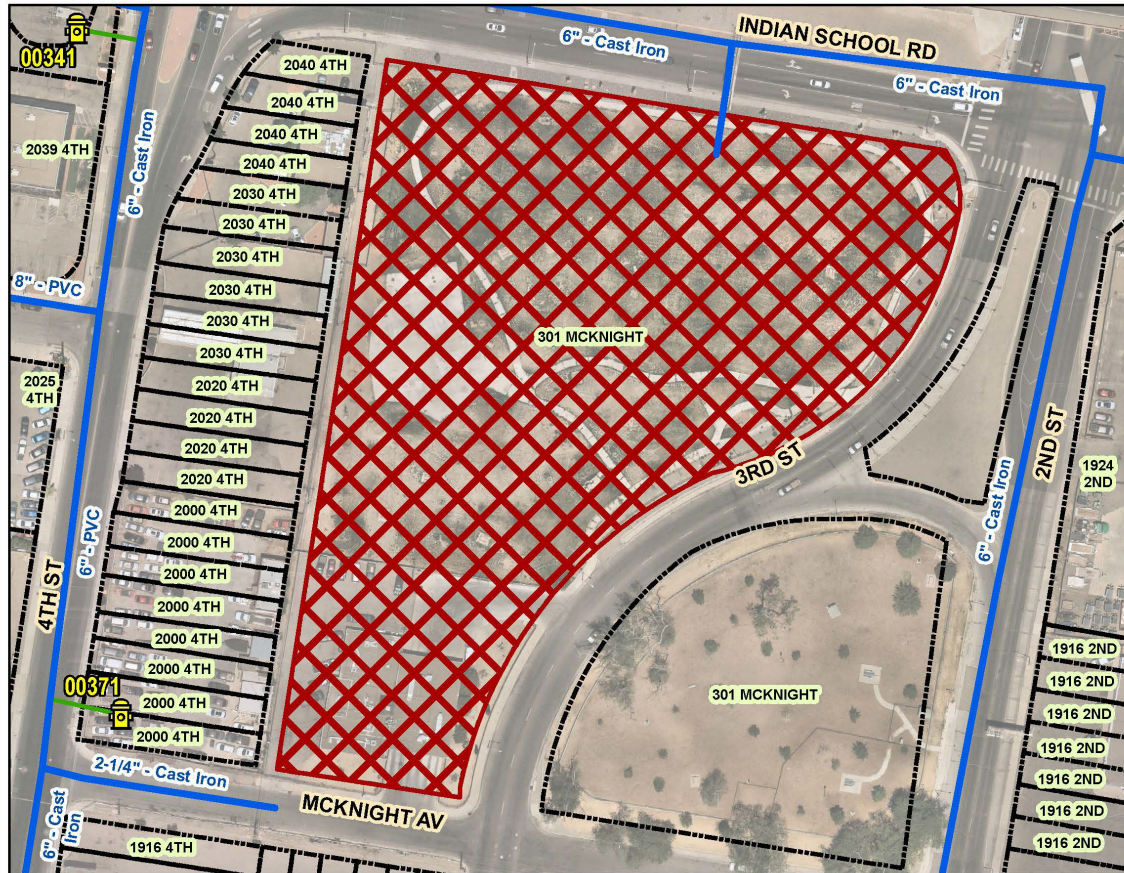 00341
6" - Cast Iron
INDIAN SCHOOL RD
6" - Cast Iron
2039 4TH
6" - Cast Iron
8" - PVC
2025
4TH
6" - PVC
4TH ST
2040 4TH
2040 4TH
2040 4TH
2040 4TH
2030 4TH
2030 4TH
2030 4TH
2030 4TH
2030 4TH
2030 4TH
2020 4TH
2020 4TH
2020 4TH
2020 4TH
2000 4TH
2000 4TH
2000 4TH
2000 4TH
2000 4TH
2000 4TH
2000 4TH
2000 4TH
00371
301 MCKNIGHT
3RD ST
2ND ST
6" - Cast Iron
1924
2ND
301 MCKNIGHT
1916 2ND
1916 2ND
1916 2ND
1916 2ND
1916 2ND
1916 2ND
1916 2ND
2-1/4" - Cast Iron
MCKNIGHT AV
6" - Cast
Iron
1916 4TH